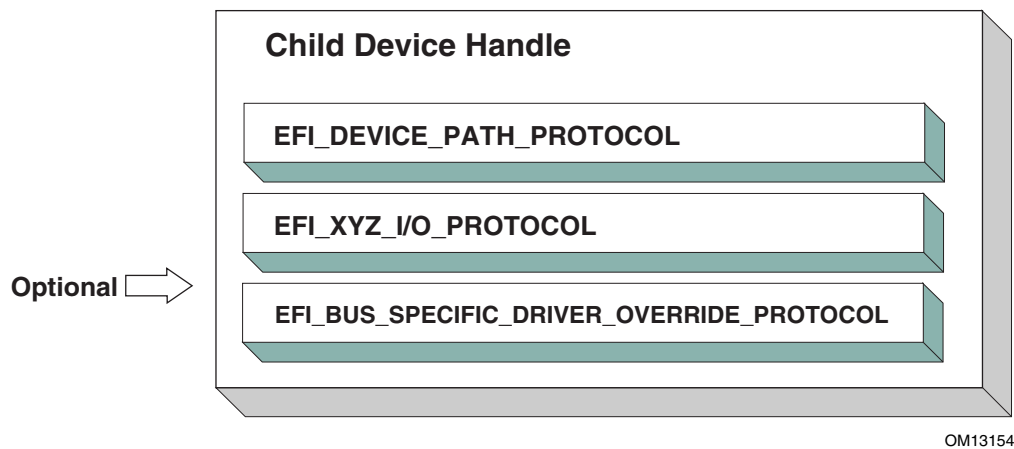 Child Device Handle
EFI_DEVICE_PATH_PROTOCOL
EFI_XYZ_I/O_PROTOCOL
Optional
EFI_BUS_SPECIFIC_DRIVER_OVERRIDE_PROTOCOL
OM13154